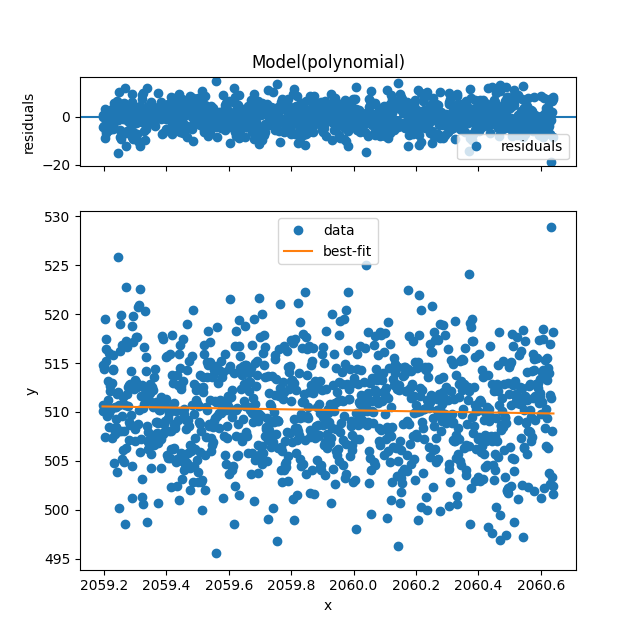 Model(polynomial)
residuals
0
−20
residuals
530
525
520
515
510
505
500
495
y
data
best-fit
2059.2 2059.4 2059.6 2059.8 2060.0 2060.2 2060.4 2060.6
x